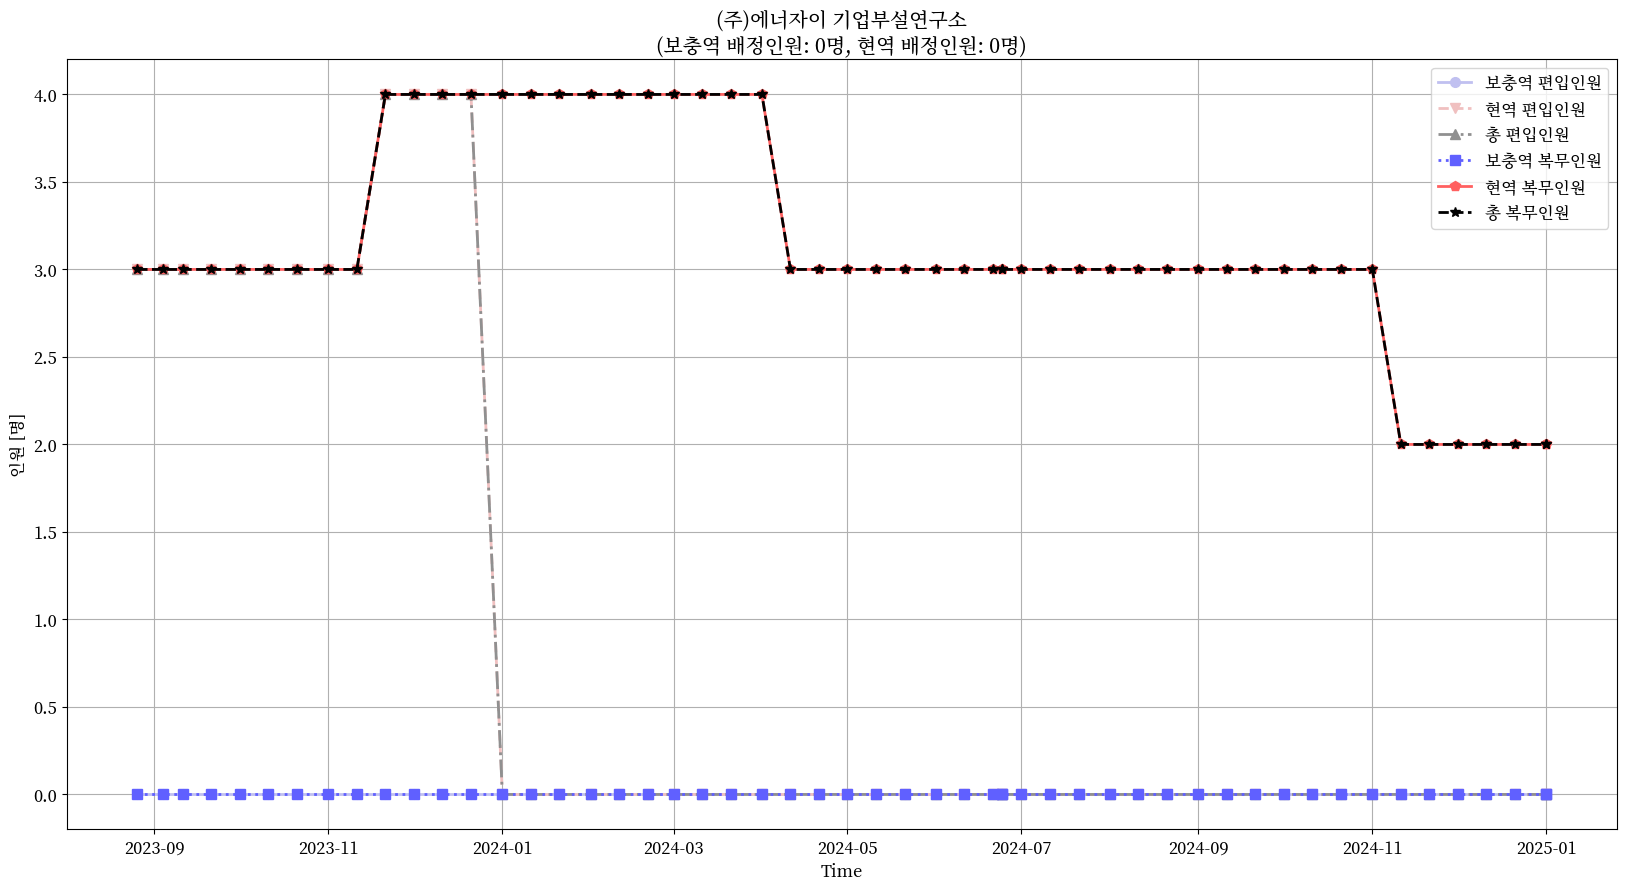 (주)에너자이 기업부설연구소
(보충역 배정인원: 0명, 현역 배정인원: 0명)
보충역 편입인원
현역 편입인원
총 편입인원
보충역 복무인원
현역 복무인원
총 복무인원
4.0
3.5
3.0
2.5
2.0
1.5
1.0
0.5
0.0
인원 [명]
2023-09
2023-11
2024-01
2024-03
2024-05
2024-07
2024-09
2024-11
2025-01
Time